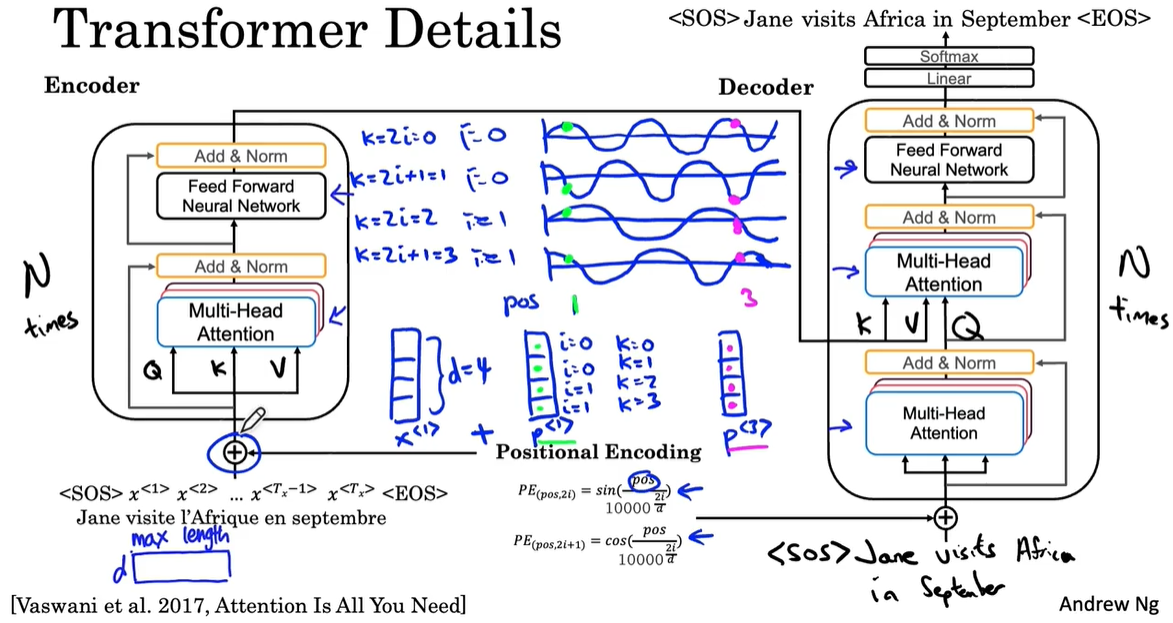 Transformer Details
<SOS> Jane visits Africa in September <EOS>
Softmax
Linear
Encoder
Decoder
Add & Norm
Feed Forward
Neural Network
Add & Norm
Multi-Head
Attention
Q K V
N
times
k=2i=0 i=0
k=2i+1=1 i=0
k=2i=2 i=1
k=2i+1=3 i=1
pos 1 3
d=4
i=0 k=0
i=0 k=1
i=1 k=2
i=1 k=3
x<1> + p<1> p<3>
Positional Encoding
PE(pos,2i) = sin(pos/10000^(2i/d))
PE(pos,2i+1) = cos(pos/10000^(2i/d))
Add & Norm
Feed Forward
Neural Network
Add & Norm
Multi-Head
Attention
K V Q
Add & Norm
Multi-Head
Attention
N
times
<SOS> Jane visits Africa
in September
<SOS> x<1> x<2> ... x<Tx−1> x<Tx> <EOS>
Jane visite l'Afrique en septembre
max length
d
[Vaswani et al. 2017, Attention Is All You Need]
Andrew Ng